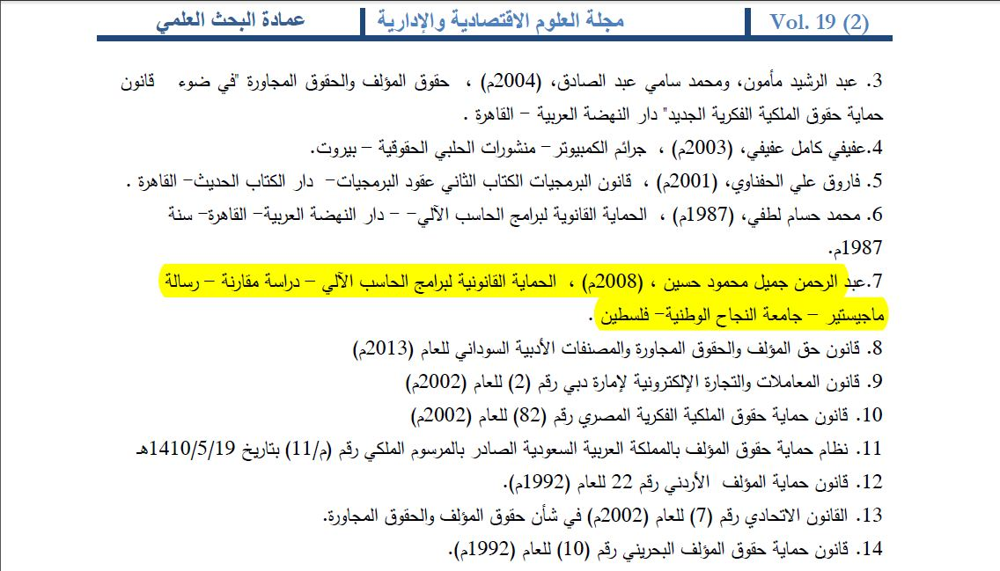 عمادة البحث العلمي مجلة العلوم الاقتصادية والإدارية Vol. 19 (2)
3. عبد الرشيد مأمون، ومحمد سامي عبد الصادق، (2004م) ، حقوق المؤلف والحقوق المجاورة "في ضوء قانون
حماية حقوق الملكية الفكرية الجديد" دار النهضة العربية – القاهرة .
4.عفيفي كامل عفيفي، (2003م) ، جرائم الكمبيوتر– منشورات الحلبي الحقوقية – بيروت.
5. فاروق علي الحفناوي، (2001م) ، قانون البرمجيات الكتاب الثاني عقود البرمجيات– دار الكتاب الحديث– القاهرة .
6. محمد حسام لطفي، (1987م) ، الحماية القانوية لبرامج الحاسب الآلي– – دار النهضة العربية– القاهرة– سنة
1987م.
7.عبد الرحمن جميل محمود حسين ، (2008م) ، الحماية القانونية لبرامج الحاسب الآلي – دراسة مقارنة – رسالة
ماجيستير – جامعة النجاح الوطنية– فلسطين .
8. قانون حق المؤلف والحقوق المجاورة والمصنفات الأدبية السوداني للعام (2013م)
9. قانون المعاملات والتجارة الإلكترونية لإمارة دبي رقم (2) للعام (2002م)
10. قانون حماية حقوق الملكية الفكرية المصري رقم (82) للعام (2002م)
11. نظام حماية حقوق المؤلف بالمملكة العربية السعودية الصادر بالمرسوم الملكي رقم (م/11) بتاريخ 1410/5/19هـ
12. قانون حماية المؤلف الأردني رقم 22 للعام (1992م).
13. القانون الاتحادي رقم (7) للعام (2002م) في شأن حقوق المؤلف والحقوق المجاورة.
14. قانون حماية حقوق المؤلف البحريني رقم (10) للعام (1992م).